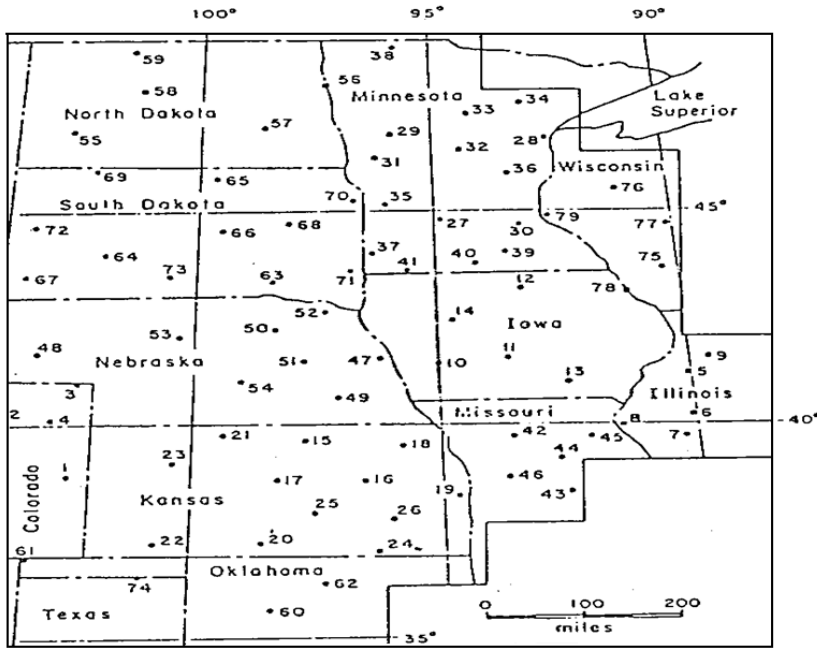 100° 95° 90°
59 38
58 56 Minnesota 34
33 Lake
Superior
North Dakota
55 57 29 28
31 32
36 Wisconsin
69 65 76
South Dakota 70 35 45°
72 66 68 27 30 79 77
64 37 40 39 75
67 73 63 71 41 12 78
52 14
53 50 Iowa
48 Nebraska 51 47 10 11 9
3 54 13 5
49 Illinois
2 4 Missouri 8 6
21 15 18 42 45 7 40°
23 44
1 17 16 19 46 43
Colorado Kansas 25 26
22 20 24
61 Oklahoma
74 62 0 100 200
Texas 60 miles
35°